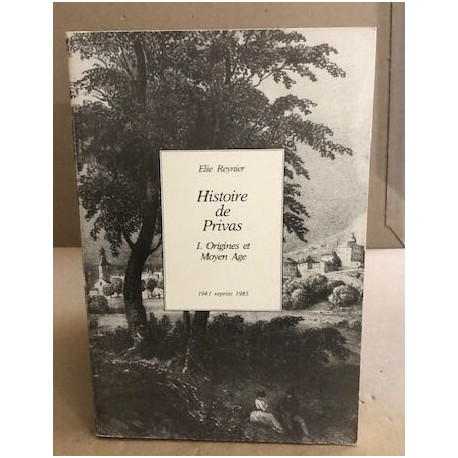 Elie Reynier
Histoire
de
Privas
I. Origines et
Moyen Age
1941 reprint 1985